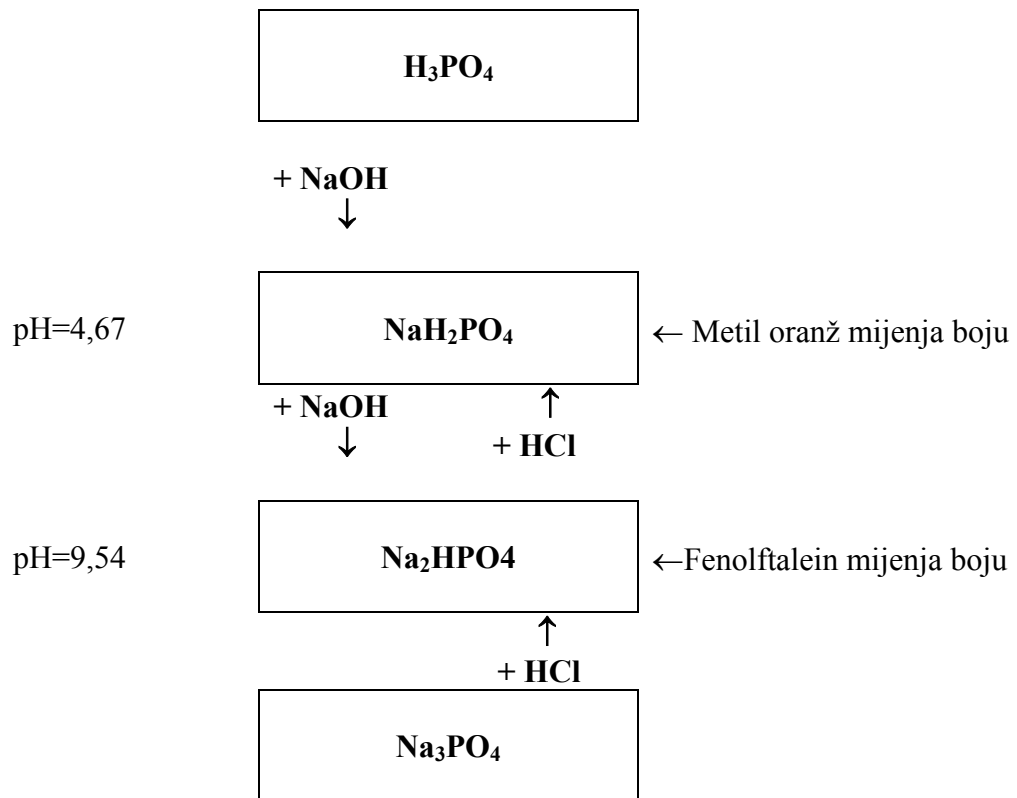 H₃PO₄
+ NaOH
↓
pH=4,67 NaH₂PO₄ ← Metil oranž mijenja boju
+ NaOH ↑
↓ + HCl
pH=9,54 Na₂HPO4 ←Fenolftalein mijenja boju
↑
+ HCl
Na₃PO₄